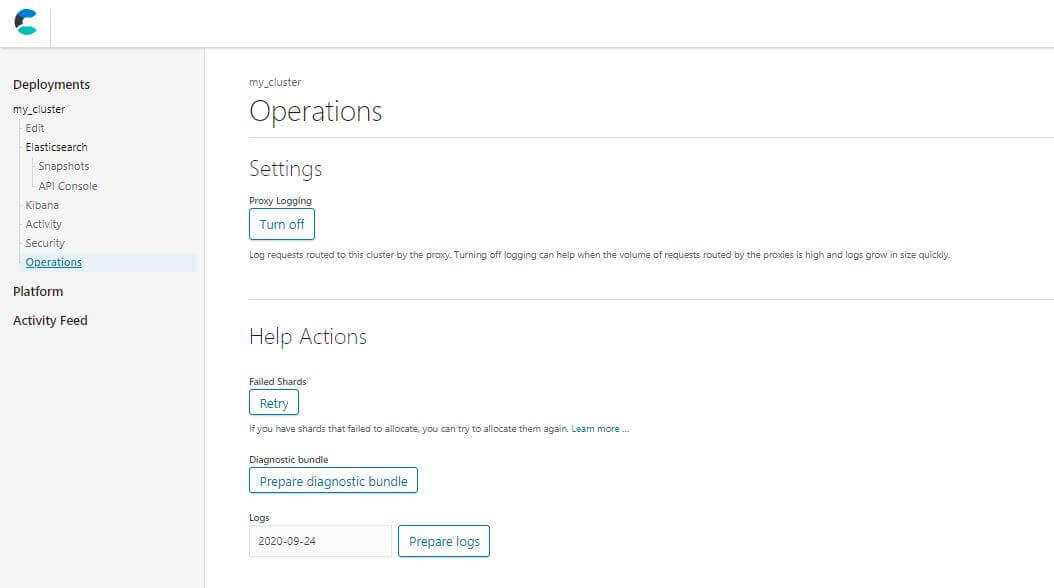 Deployments
my_cluster
Edit
Elasticsearch
Snapshots
API Console
Kibana
Activity
Security
Operations
Platform
Activity Feed
my_cluster
Operations
Settings
Proxy Logging
Turn off
Log requests routed to this cluster by the proxy. Turning off logging can help when the volume of requests routed by the proxies is high and logs grow in size quickly.
Help Actions
Failed Shards
Retry
If you have shards that failed to allocate, you can try to allocate them again. Learn more ...
Diagnostic bundle
Prepare diagnostic bundle
Logs
2020-09-24 Prepare logs